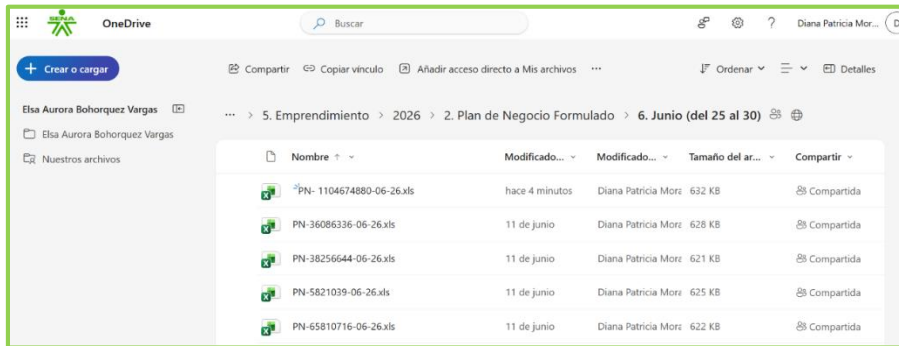 SENA
OneDrive
Buscar
Diana Patricia Mor... D
Crear o cargar
Compartir Copiar vínculo Añadir acceso directo a Mis archivos ...
Ordenar Detalles
Elsa Aurora Bohorquez Vargas
Elsa Aurora Bohorquez Vargas
Nuestros archivos
... > 5. Emprendimiento > 2026 > 2. Plan de Negocio Formulado > 6. Junio (del 25 al 30)
Nombre ↑ Modificado... Modificado... Tamaño del ar... Compartir
PN- 1104674880-06-26.xls hace 4 minutos Diana Patricia Mora 632 KB Compartida
PN-36086336-06-26.xls 11 de junio Diana Patricia Mora 628 KB Compartida
PN-38256644-06-26.xls 11 de junio Diana Patricia Mora 621 KB Compartida
PN-5821039-06-26.xls 11 de junio Diana Patricia Mora 625 KB Compartida
PN-65810716-06-26.xls 11 de junio Diana Patricia Mora 622 KB Compartida